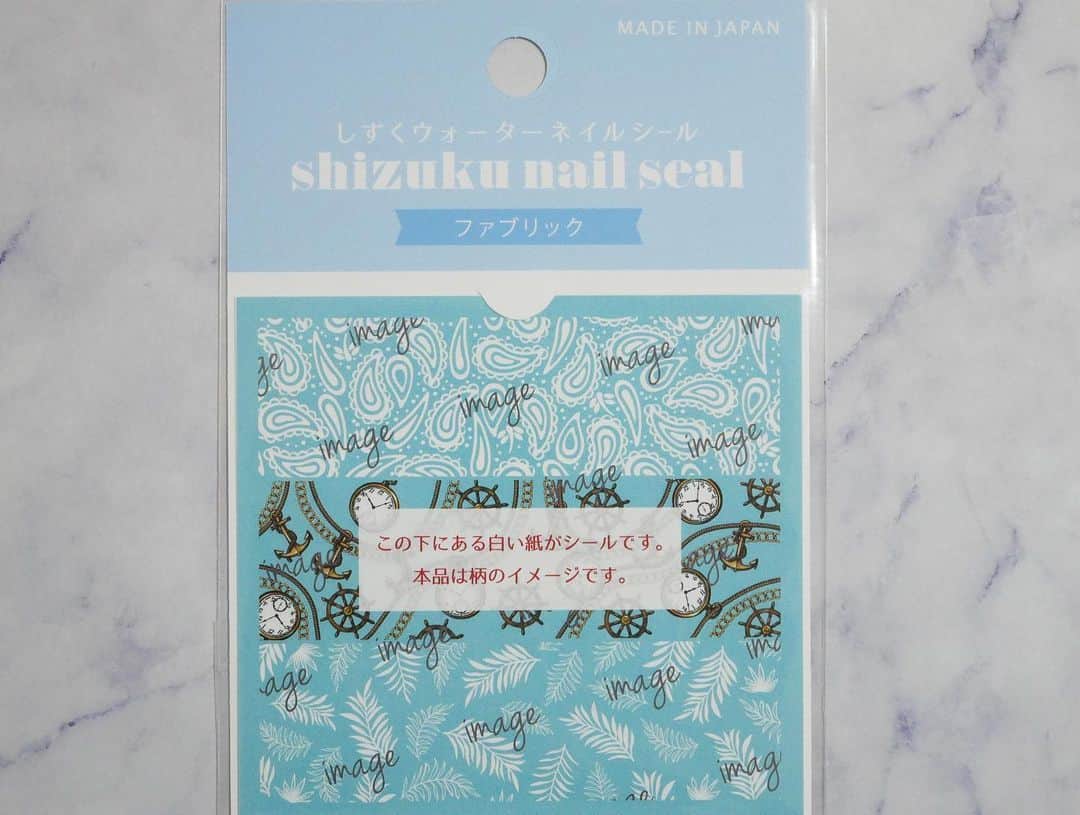 MADE IN JAPAN
しずくウォーターネイルシール
shizuku nail seal
ファブリック
image
image
image
image
image
image
この下にある白い紙がシールです。
本品は柄のイメージです。
image
image
image
image